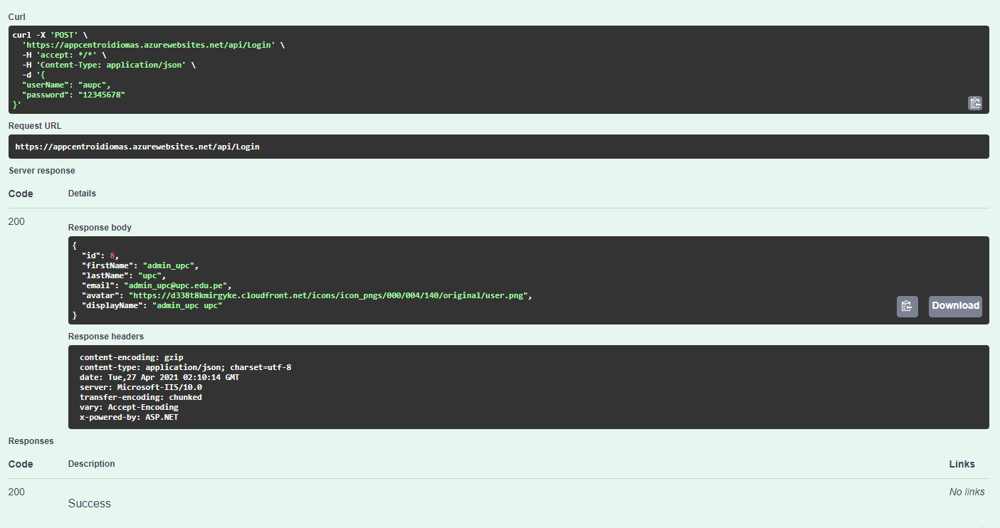 Curl
curl -X 'POST' \
'https://appcentroidiomas.azurewebsites.net/api/Login' \
-H 'accept: */*' \
-H 'Content-Type: application/json' \
-d '{
"userName": "aupc",
"password": "12345678"
}'
Request URL
https://appcentroidiomas.azurewebsites.net/api/Login
Server response
Code Details
200
Response body
{
"id": 8,
"firstName": "admin_upc",
"lastName": "upc",
"email": "admin_upc@upc.edu.pe",
"avatar": "https://d338t8kmirgyke.cloudfront.net/icons/icon_pngs/000/004/140/original/user.png",
"displayName": "admin_upc upc"
}
Download
Response headers
content-encoding: gzip
content-type: application/json; charset=utf-8
date: Tue,27 Apr 2021 02:10:14 GMT
server: Microsoft-IIS/10.0
transfer-encoding: chunked
vary: Accept-Encoding
x-powered-by: ASP.NET
Responses
Code Description Links
200 No links
Success